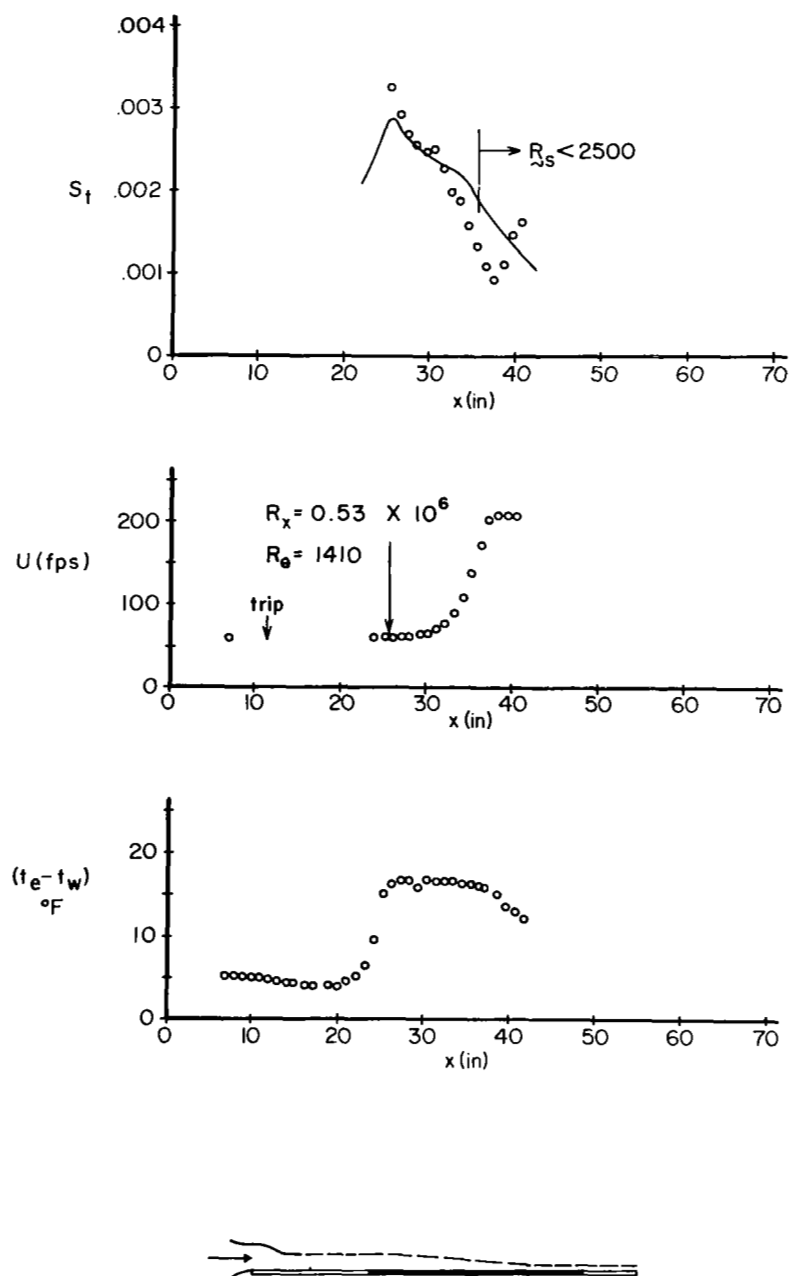 .004
.003
.002
.001
0
S_t
R_s < 2500
0 10 20 30 40 50 60 70
x (in)
200
100
0
U (fps)
R_x = 0.53 X 10^6
R_θ = 1410
trip
0 10 20 30 40 50 60 70
x (in)
20
10
0
(t_e - t_w)
°F
0 10 20 30 40 50 60 70
x (in)